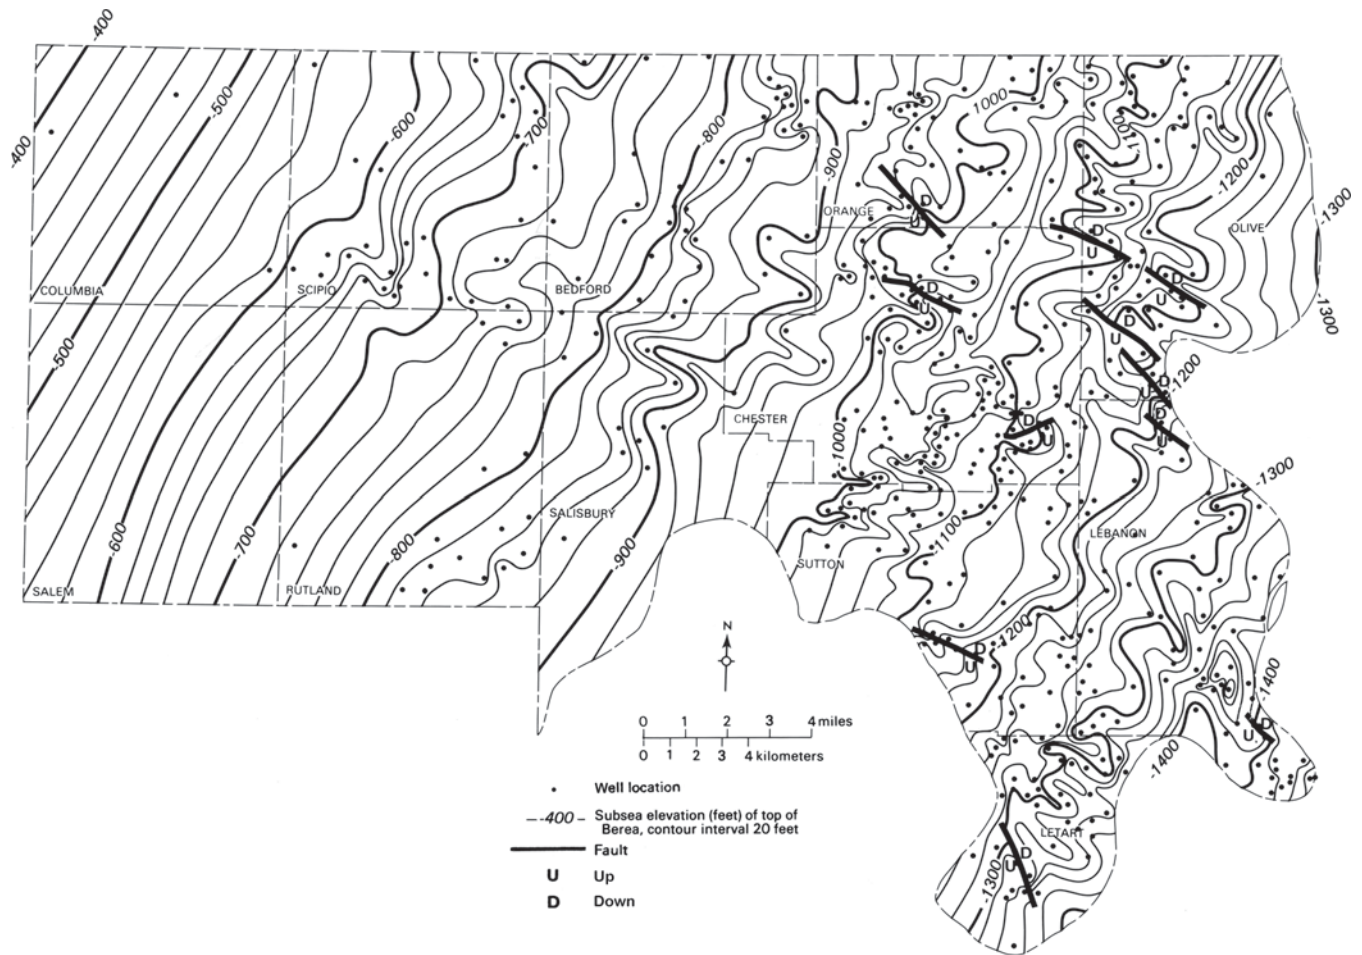 -400
-400
-500
-600
-700
-800
-900
1000
-1100
-1200
-1300
-1300
ORANGE
OLIVE
D
U
D
U
D
U
D
U
D
U
D
U
D
U
D
U
COLUMBIA
SCIPIO
BEDFORD
-500
-1200
CHESTER
-1000
-1300
SALISBURY
-1100
LEBANON
-600
-700
-800
-900
SUTTON
SALEM
RUTLAND
N
-1200
D
U
-1400
D
U
0 1 2 3 4 miles
0 1 2 3 4 kilometers
-1400
Well location
-400 Subsea elevation (feet) of top of
Berea, contour interval 20 feet
Fault
U Up
D Down
LETART
D
U
-1300